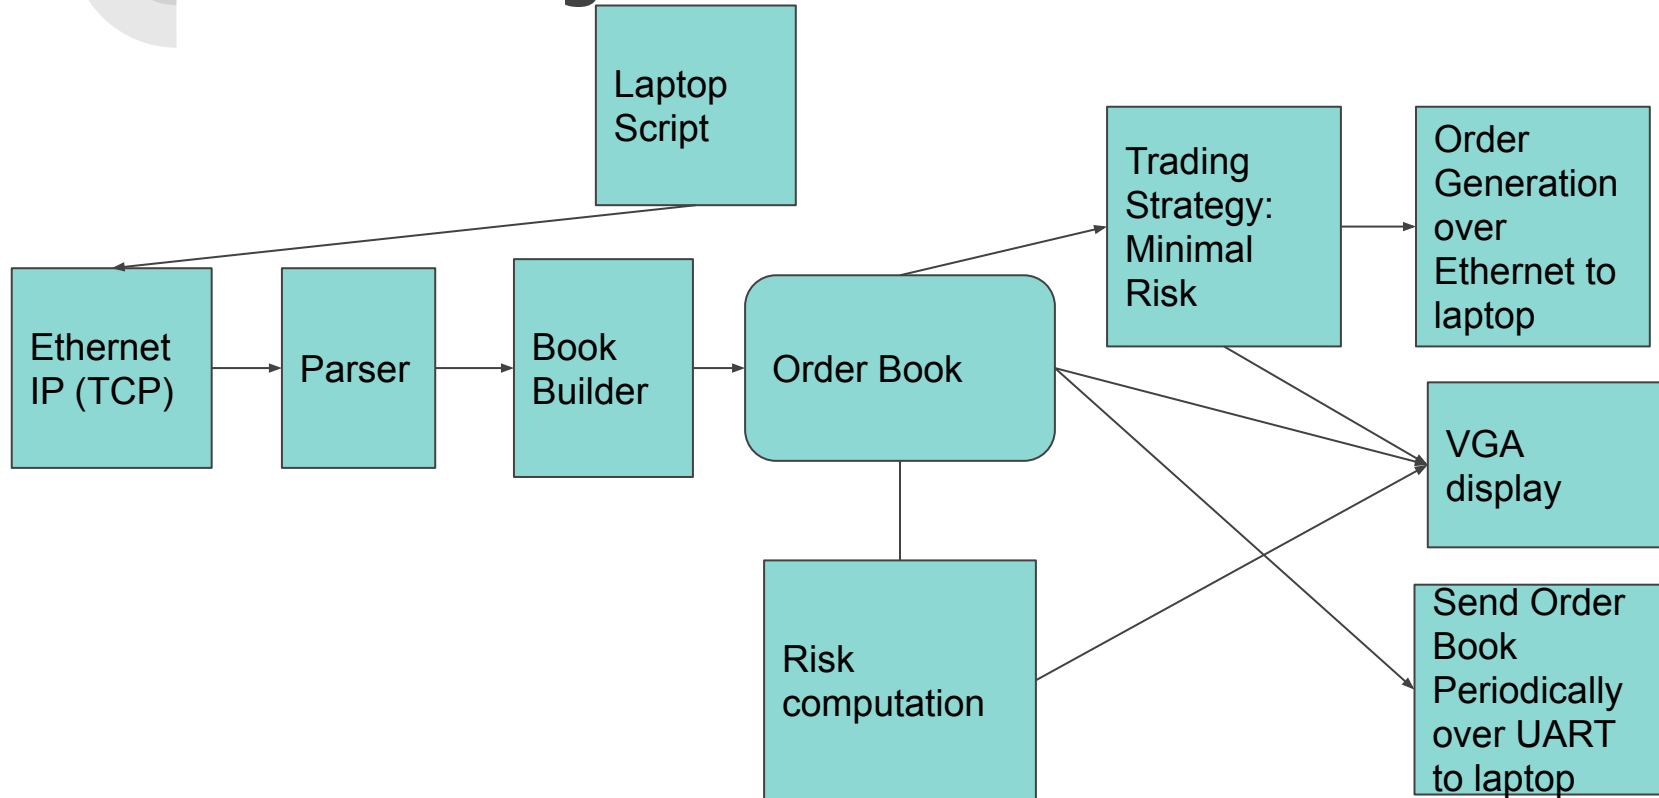 Laptop
Script
Ethernet
IP (TCP)
Parser
Book
Builder
Order Book
Trading
Strategy:
Minimal
Risk
Order
Generation
over
Ethernet to
laptop
VGA
display
Risk
computation
Send Order
Book
Periodically
over UART
to laptop